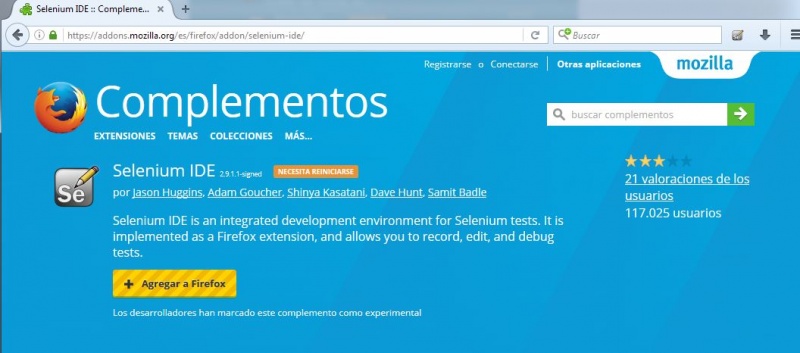 Selenium IDE :: Compleme...
https://addons.mozilla.org/es/firefox/addon/selenium-ide/
Buscar
Registrarse o Conectarse
Otras aplicaciones
mozilla
Complementos
buscar complementos
EXTENSIONES TEMAS COLECCIONES MÁS...
Se
Selenium IDE 2.9.1.1-signed NECESITA REINICIARSE
por Jason Huggins, Adam Goucher, Shinya Kasatani, Dave Hunt, Samit Badle
21 valoraciones de los
usuarios
117.025 usuarios
Selenium IDE is an integrated development environment for Selenium tests. It is
implemented as a Firefox extension, and allows you to record, edit, and debug
tests.
+ Agregar a Firefox
Los desarrolladores han marcado este complemento como experimental